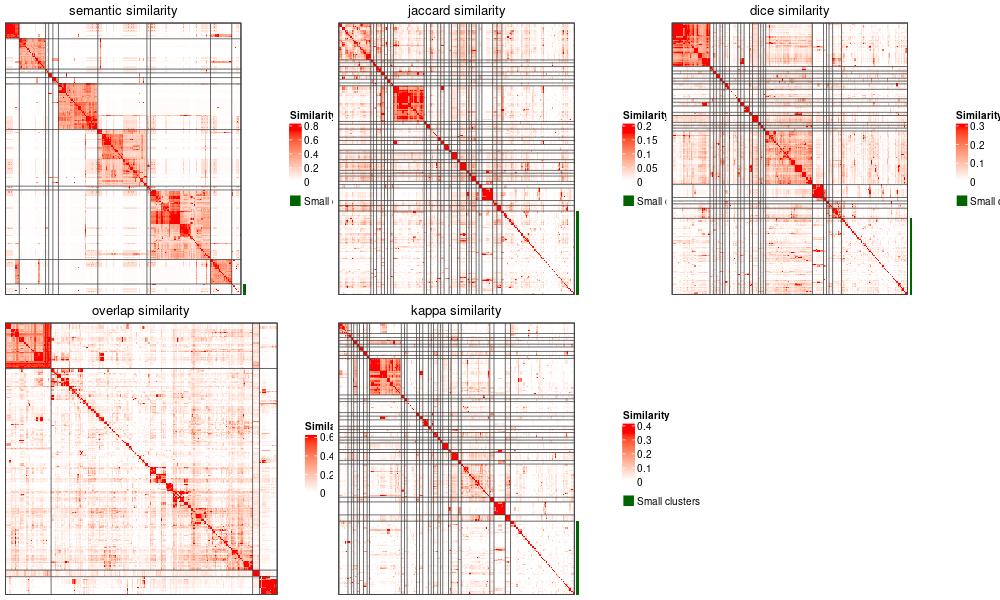 semantic similarity
Similarity
0.8
0.6
0.4
0.2
0
Small
jaccard similarity
Similarity
0.2
0.15
0.1
0.05
0
Small
dice similarity
Similarity
0.3
0.2
0.1
0
Small c
overlap similarity
Simila
0.6
0.4
0.2
0
kappa similarity
Similarity
0.4
0.3
0.2
0.1
0
Small clusters